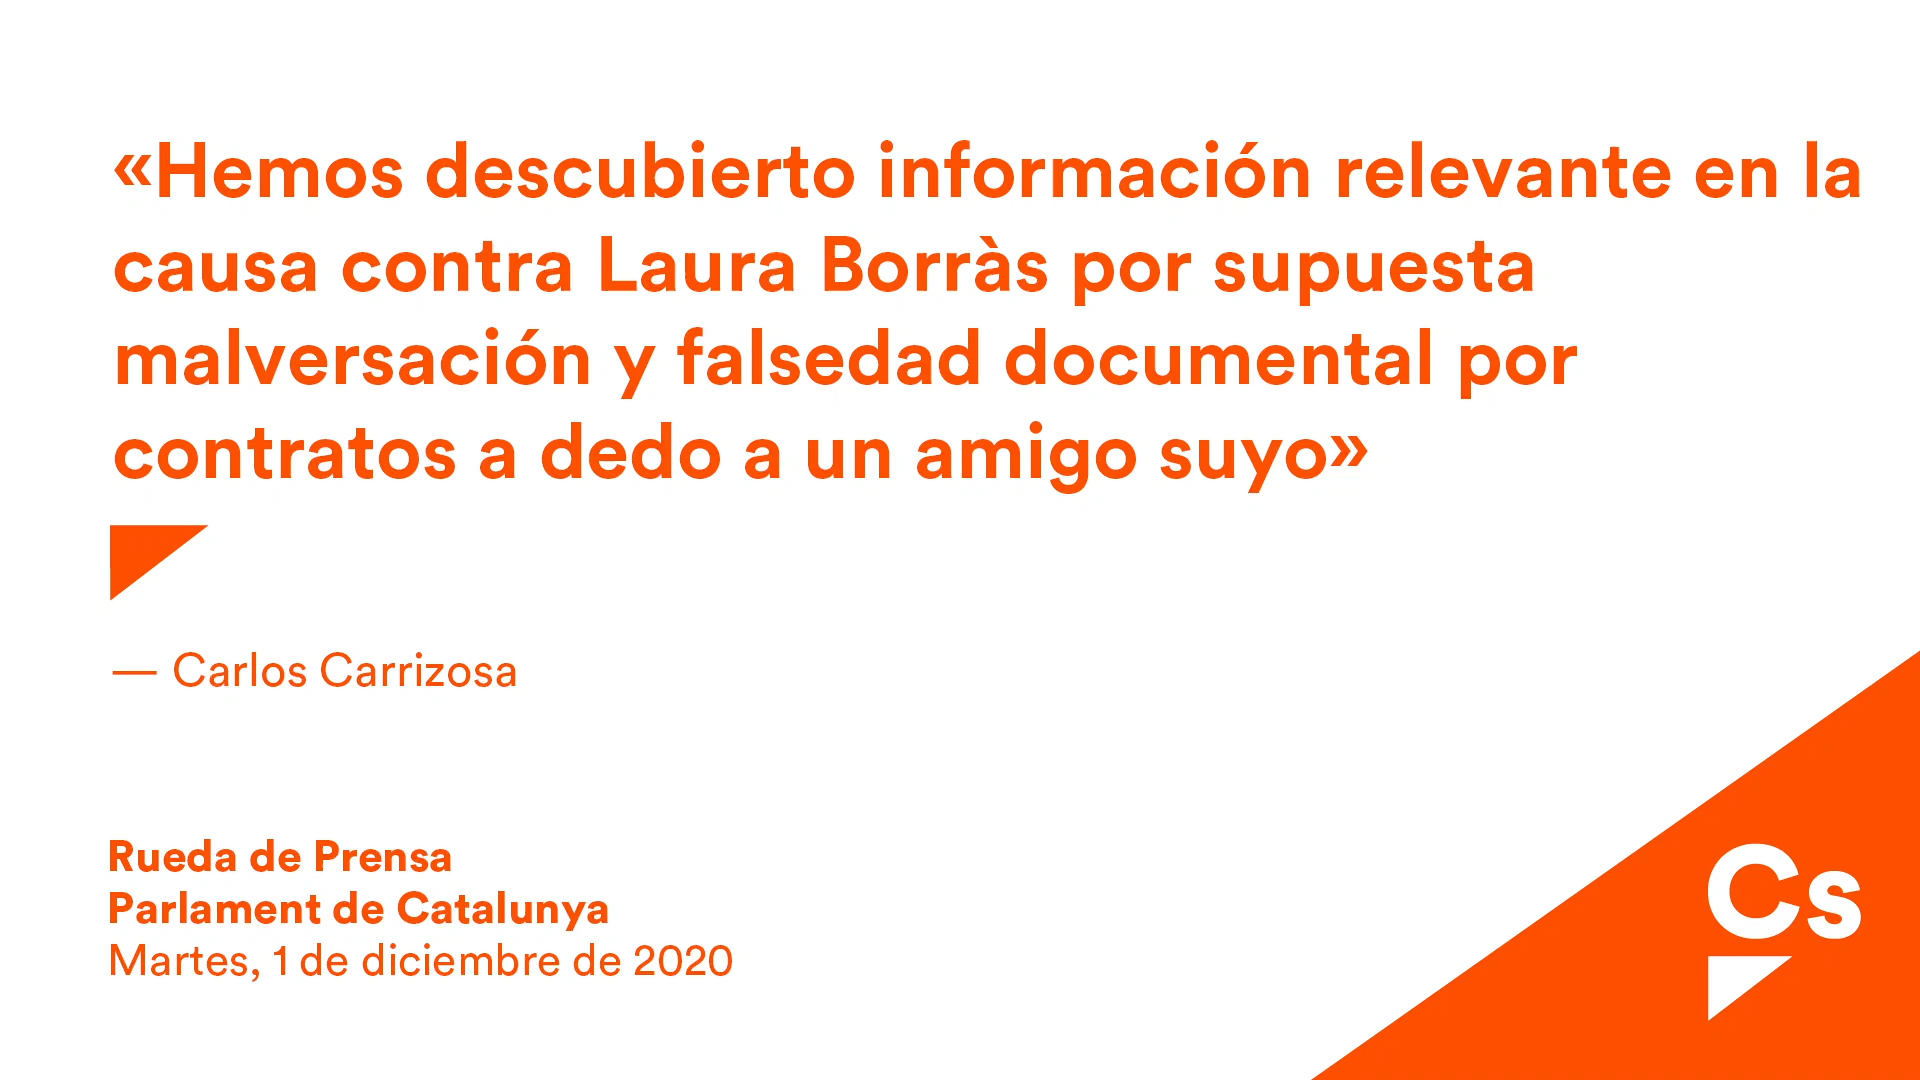 «Hemos descubierto información relevante en la
causa contra Laura Borràs por supuesta
malversación y falsedad documental por
contratos a dedo a un amigo suyo»
— Carlos Carrizosa
Rueda de Prensa
Parlament de Catalunya
Martes, 1 de diciembre de 2020
Cs